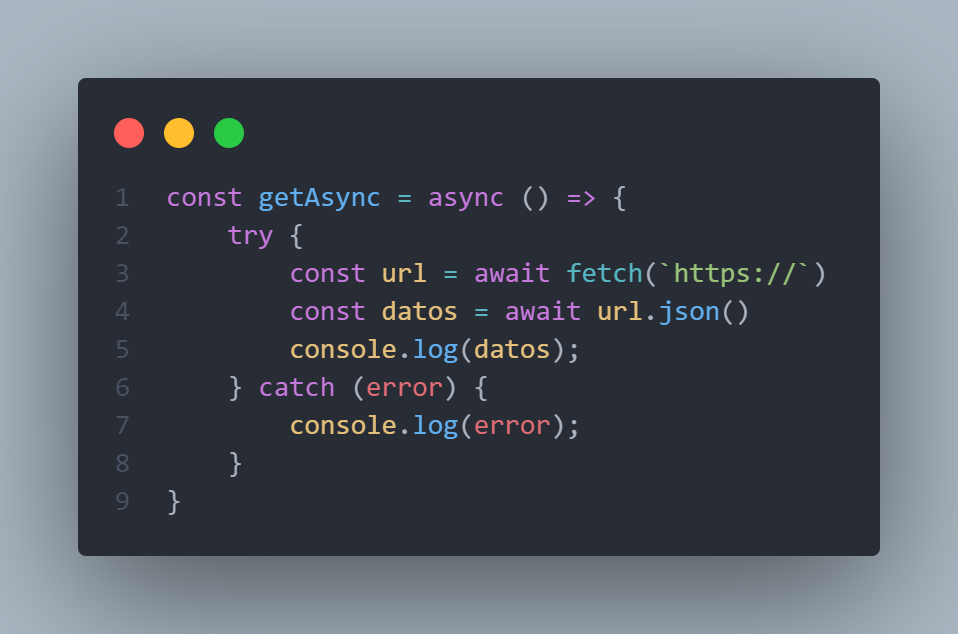 1 const getAsync = async () => {
2     try {
3         const url = await fetch(`https://`)
4         const datos = await url.json()
5         console.log(datos);
6     } catch (error) {
7         console.log(error);
8     }
9 }